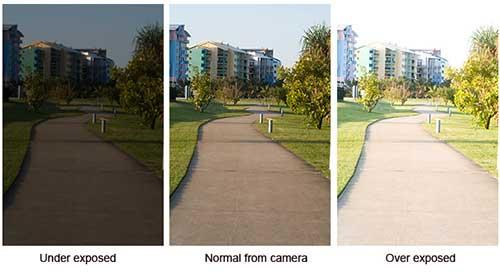 Under exposed
Normal from camera
Over exposed